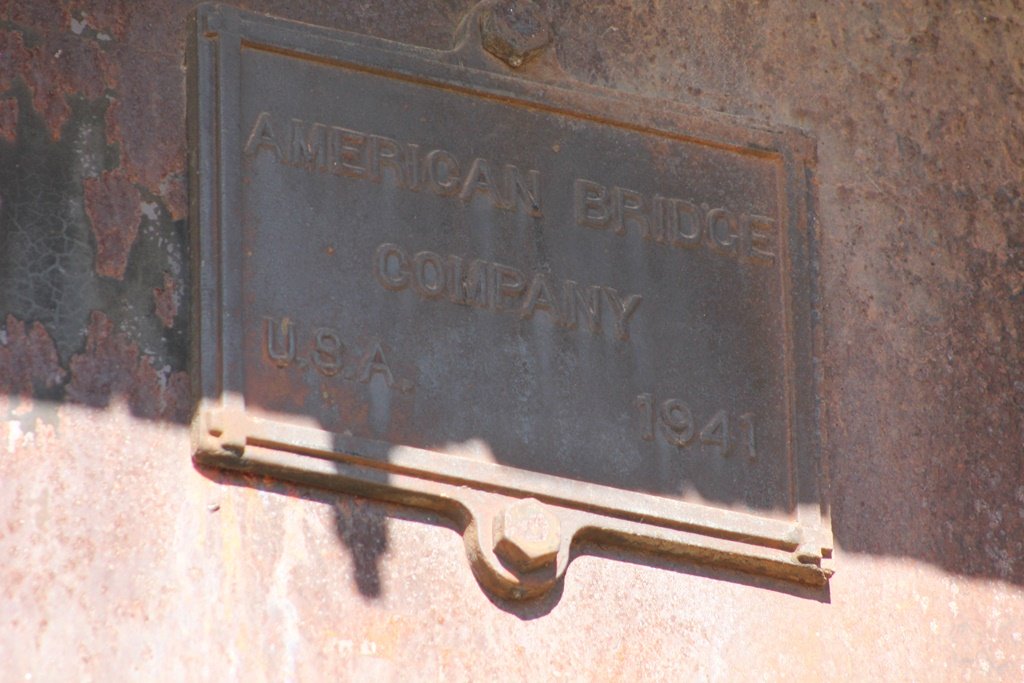 AMERICAN BRIDGE
COMPANY
U.S.A.
1941